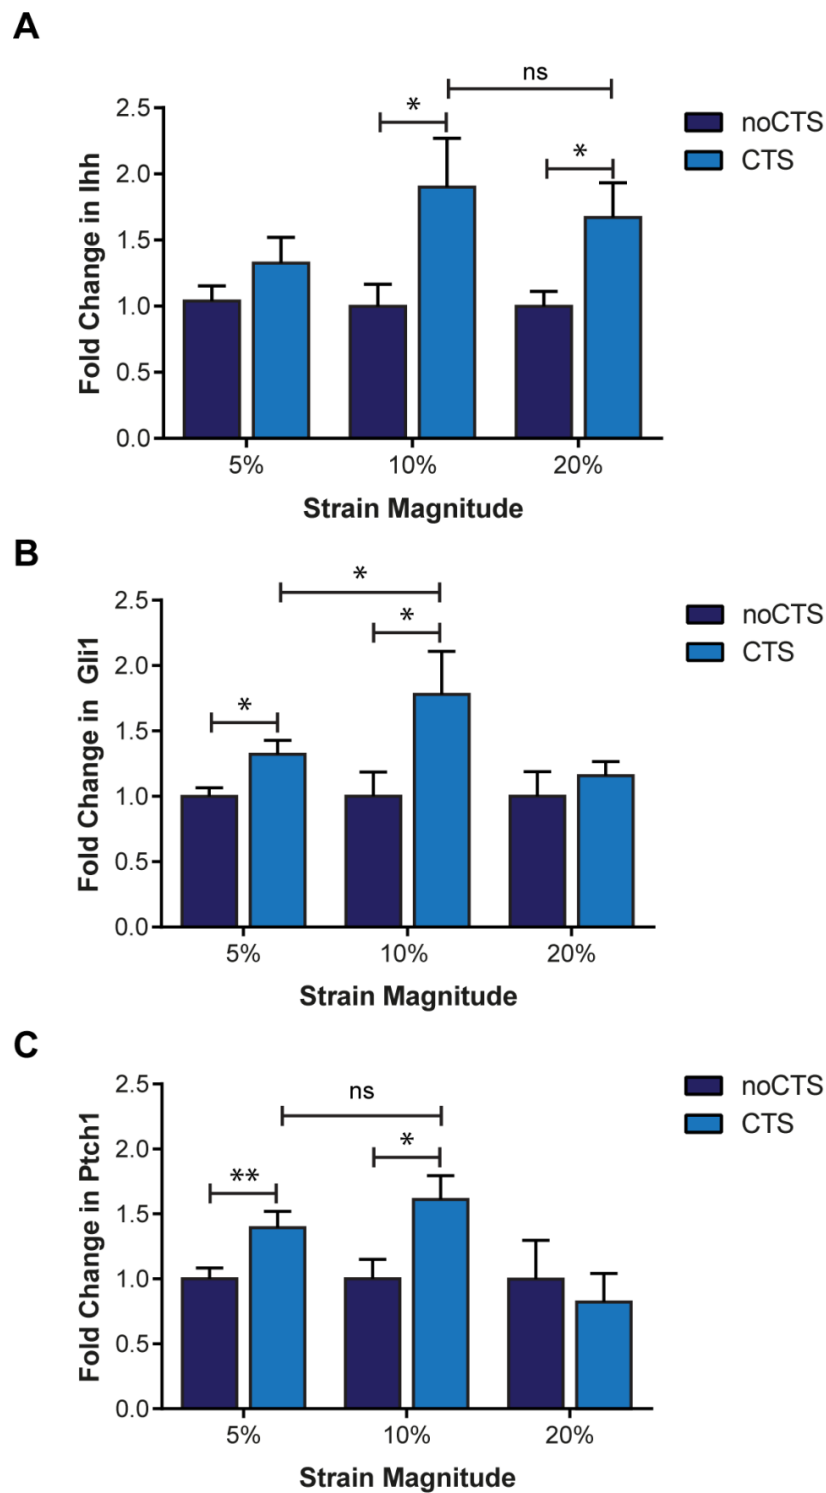 A
ns
*
*
2.5
2.0
1.5
1.0
0.5
0.0
Fold Change in Ihh
5%
10%
20%
Strain Magnitude
noCTS
CTS
B
*
*
*
2.5
2.0
1.5
1.0
0.5
0.0
Fold Change in Gli1
5%
10%
20%
Strain Magnitude
noCTS
CTS
C
ns
*
**
2.5
2.0
1.5
1.0
0.5
0.0
Fold Change in Ptch1
5%
10%
20%
Strain Magnitude
noCTS
CTS